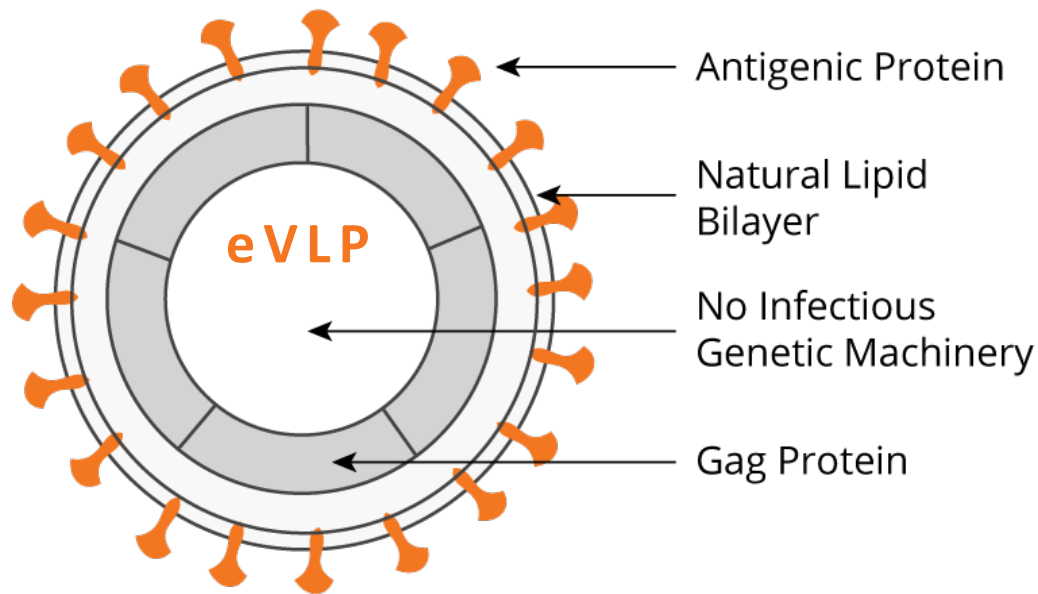 Antigenic Protein
Natural Lipid
Bilayer
eVLP
No Infectious
Genetic Machinery
Gag Protein